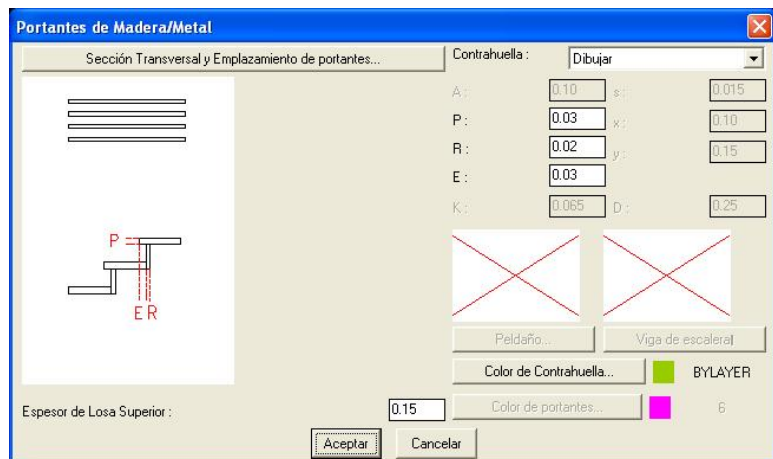 Portantes de Madera/Metal
Sección Transversal y Emplazamiento de portantes...
Contrahuella :
Dibujar
A :
0.10
s :
0.015
P :
0.03
x :
0.10
R :
0.02
y :
0.15
E :
0.03
K :
0.065
D :
0.25
P
E R
Peldaño...
Viga de escalera
Color de Contrahuella...
BYLAYER
Espesor de Losa Superior :
0.15
Color de portantes...
6
Aceptar
Cancelar